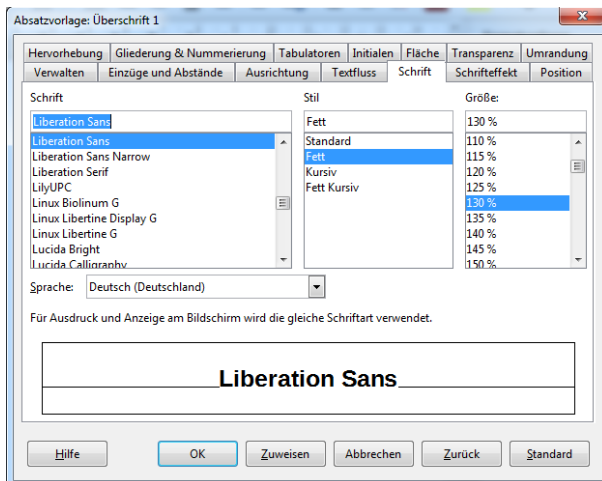 Absatzvorlage: Überschrift 1
Hervorhebung Gliederung & Nummerierung Tabulatoren Initialen Fläche Transparenz Umrandung
Verwalten Einzüge und Abstände Ausrichtung Textfluss Schrift Schrifteffekt Position
Schrift Stil Größe:
Liberation Sans Fett 130 %
Liberation Sans Standard 110 %
Liberation Sans Narrow Fett 115 %
Liberation Serif Kursiv 120 %
LilyUPC Fett Kursiv 125 %
Linux Biolinum G 130 %
Linux Libertine Display G 135 %
Linux Libertine G 140 %
Lucida Bright 145 %
Lucida Calligraphy 150 %
Sprache: Deutsch (Deutschland)
Für Ausdruck und Anzeige am Bildschirm wird die gleiche Schriftart verwendet.
Liberation Sans
Hilfe OK Zuweisen Abbrechen Zurück Standard